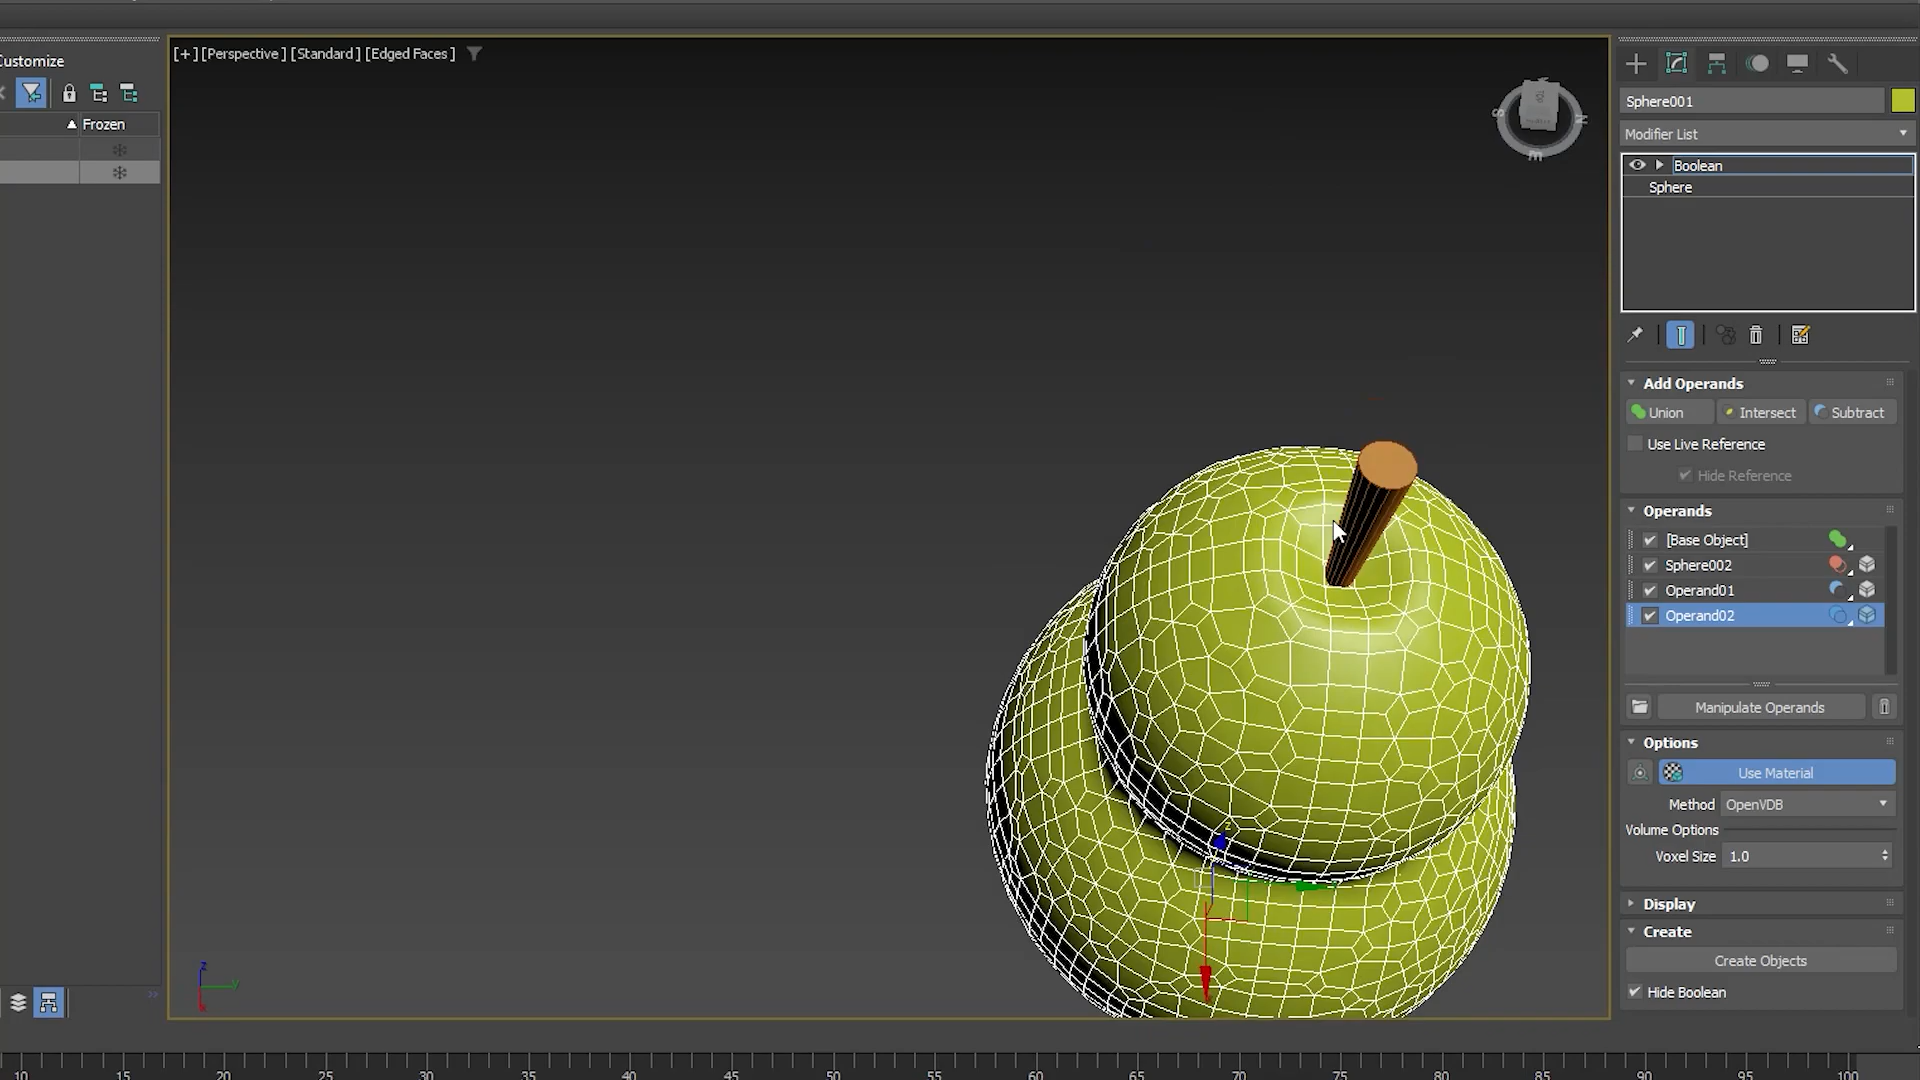 Customize
[+] [Perspective] [Standard] [Edged Faces]
Frozen
Sphere001
Modifier List
Boolean
Sphere
Add Operands
Union Intersect Subtract
Use Live Reference
Hide Reference
Operands
[Base Object]
Sphere002
Operand01
Operand02
Manipulate Operands
Options
Use Material
Method OpenVDB
Volume Options
Voxel Size 1.0
Display
Create
Create Objects
Hide Boolean
z
z
y
10 15 20 25 30 35 40 45 50 55 60 65 70 75 80 85 90 95 100